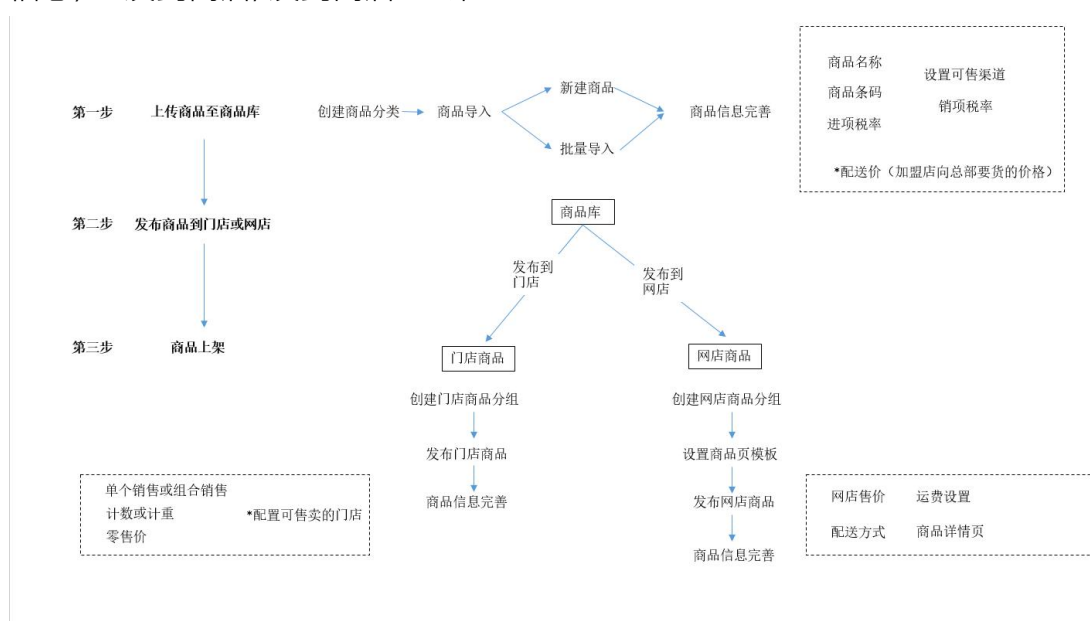 第一步
上传商品至商品库
创建商品分类
商品导入
新建商品
批量导入
商品信息完善
商品名称
设置可售渠道
商品条码
销项税率
进项税率
*配送价（加盟店向总部要货的价格）
第二步
发布商品到门店或网店
商品库
发布到
门店
发布到
网店
第三步
商品上架
门店商品
网店商品
创建门店商品分组
创建网店商品分组
发布门店商品
设置商品页模板
商品信息完善
发布网店商品
商品信息完善
单个销售或组合销售
计数或计重
*配置可售卖的门店
零售价
网店售价
运费设置
配送方式
商品详情页